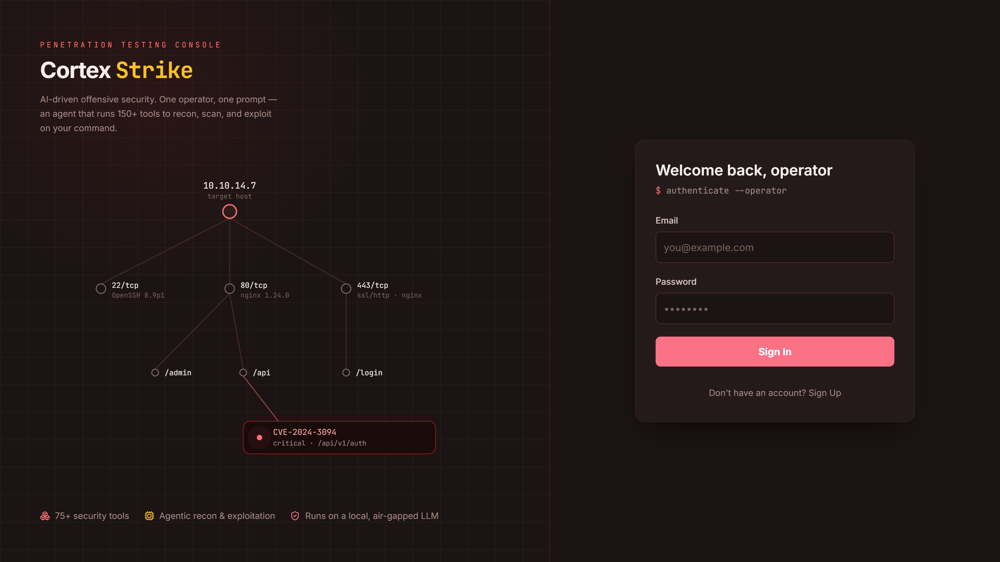 PENETRATION TESTING CONSOLE
Cortex Strike
AI-driven offensive security. One operator, one prompt —
an agent that runs 150+ tools to recon, scan, and exploit
on your command.
10.10.14.7
target host
22/tcp
OpenSSH 8.9p1
80/tcp
nginx 1.24.0
443/tcp
ssl/http · nginx
/admin
/api
/login
CVE-2024-3094
critical · /api/v1/auth
75+ security tools
Agentic recon & exploitation
Runs on a local, air-gapped LLM
Welcome back, operator
$ authenticate --operator
Email
you@example.com
Password
••••••••
Sign In
Don't have an account? Sign Up